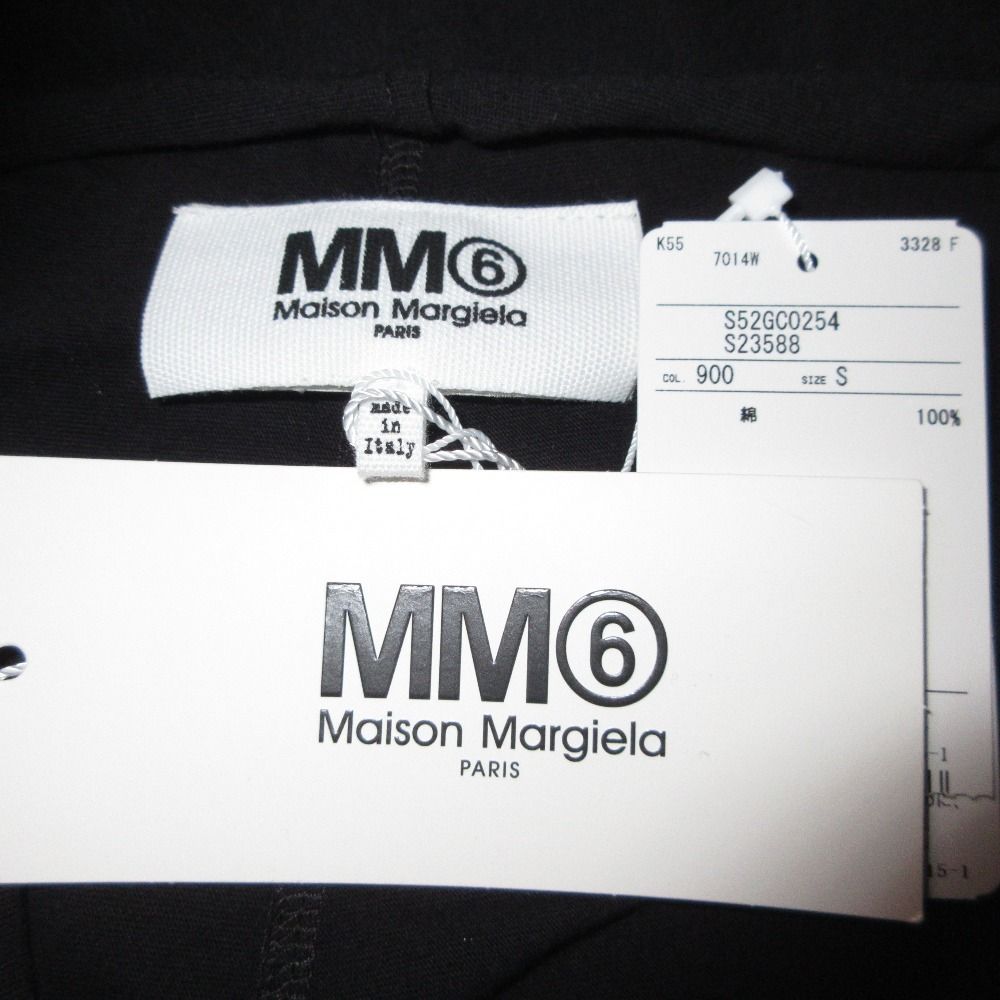 MM⑥
Maison Margiela
PARIS
made
in
Italy
K55 7014W 3328 F
S52GC0254
S23588
COL. 900 SIZE S
綿 100%
MM⑥
Maison Margiela
PARIS